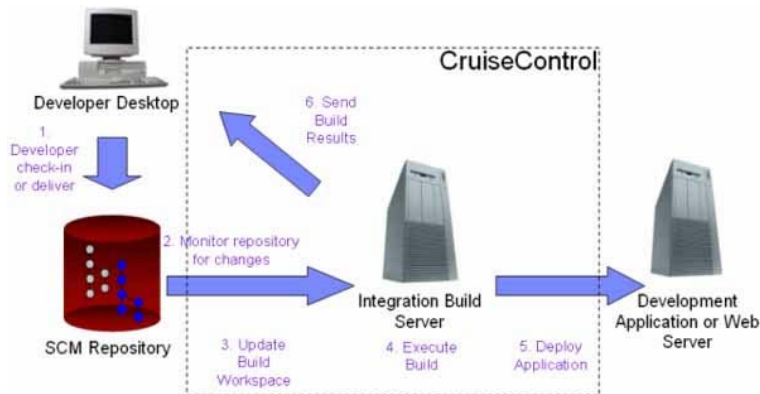 CruiseControl
Developer Desktop
1.
Developer
check-in
or deliver
6. Send
Build
Results
2. Monitor repository
for changes
SCM Repository
Integration Build
Server
Development
Application or Web
Server
3. Update
Build
Workspace
4. Execute
Build
5. Deploy
Application